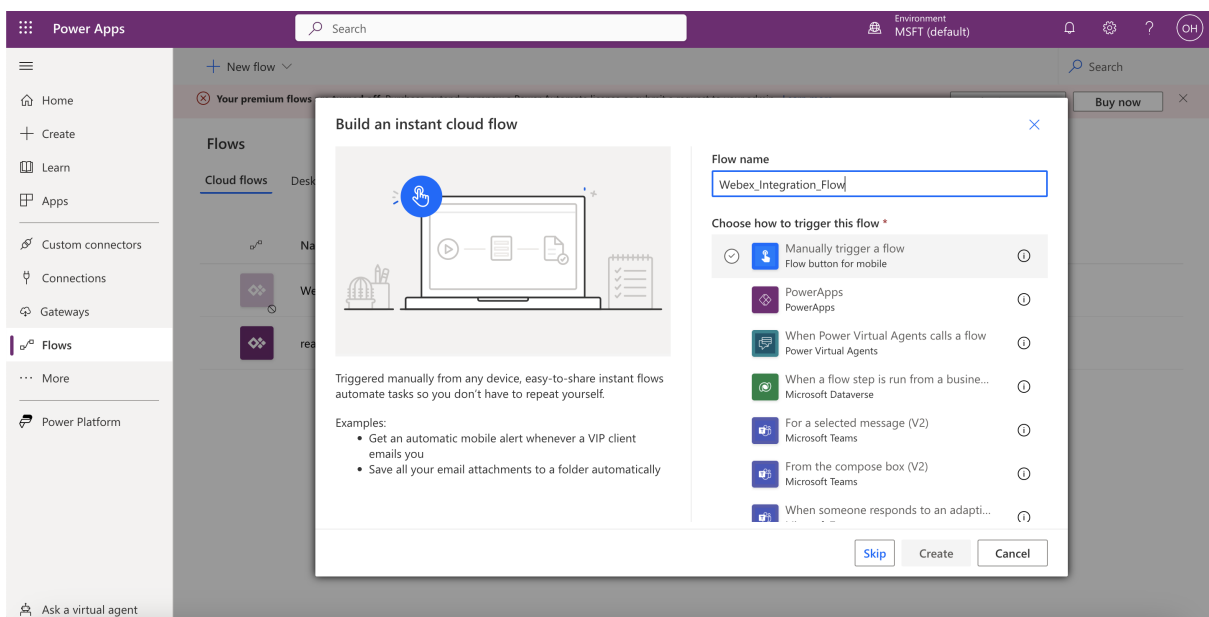 Power Apps
Search
Environment
MSFT (default)
OH
New flow
Search
Home
Create
Learn
Apps
Custom connectors
Connections
Gateways
Flows
More
Power Platform
Ask a virtual agent
Your premium flows
Buy now
Flows
Cloud flows
Desk
Na
We
rea
Build an instant cloud flow
Triggered manually from any device, easy-to-share instant flows
automate tasks so you don't have to repeat yourself.
Examples:
• Get an automatic mobile alert whenever a VIP client
emails you
• Save all your email attachments to a folder automatically
Flow name
Webex_Integration_Flow
Choose how to trigger this flow *
Manually trigger a flow
Flow button for mobile
PowerApps
PowerApps
When Power Virtual Agents calls a flow
Power Virtual Agents
When a flow step is run from a busine...
Microsoft Dataverse
For a selected message (V2)
Microsoft Teams
From the compose box (V2)
Microsoft Teams
When someone responds to an adapti...
Skip
Create
Cancel